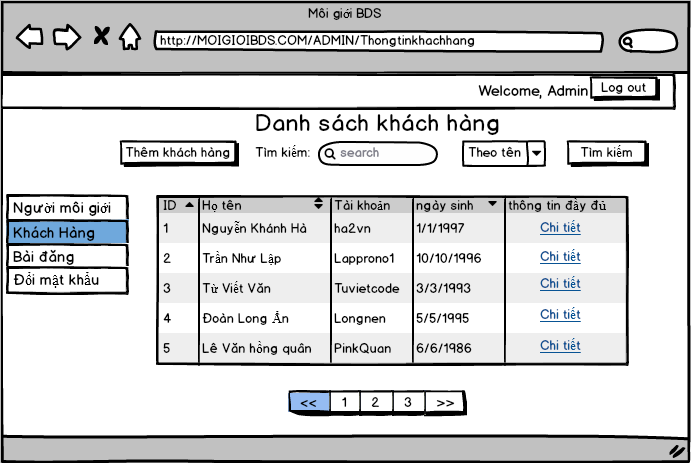 Môi giới BDS
http://MOIGIOIBDS.COM/ADMIN/Thongtinkhachhang
Welcome, Admin Log out
Danh sách khách hàng
Thêm khách hàng Tìm kiếm: search Theo tên Tìm kiếm
Người môi giới
Khách Hàng
Bài đăng
Đổi mật khẩu
ID Họ tên Tài khoản ngày sinh thông tin đầy đủ
1 Nguyễn Khánh Hà ha2vn 1/1/1997 Chi tiết
2 Trần Như Lập Lapprono1 10/10/1996 Chi tiết
3 Từ Viết Văn Tuvietcode 3/3/1993 Chi tiết
4 Đoàn Long Ẩn Longnen 5/5/1995 Chi tiết
5 Lê Văn hồng quân PinkQuan 6/6/1986 Chi tiết
<< 1 2 3 >>